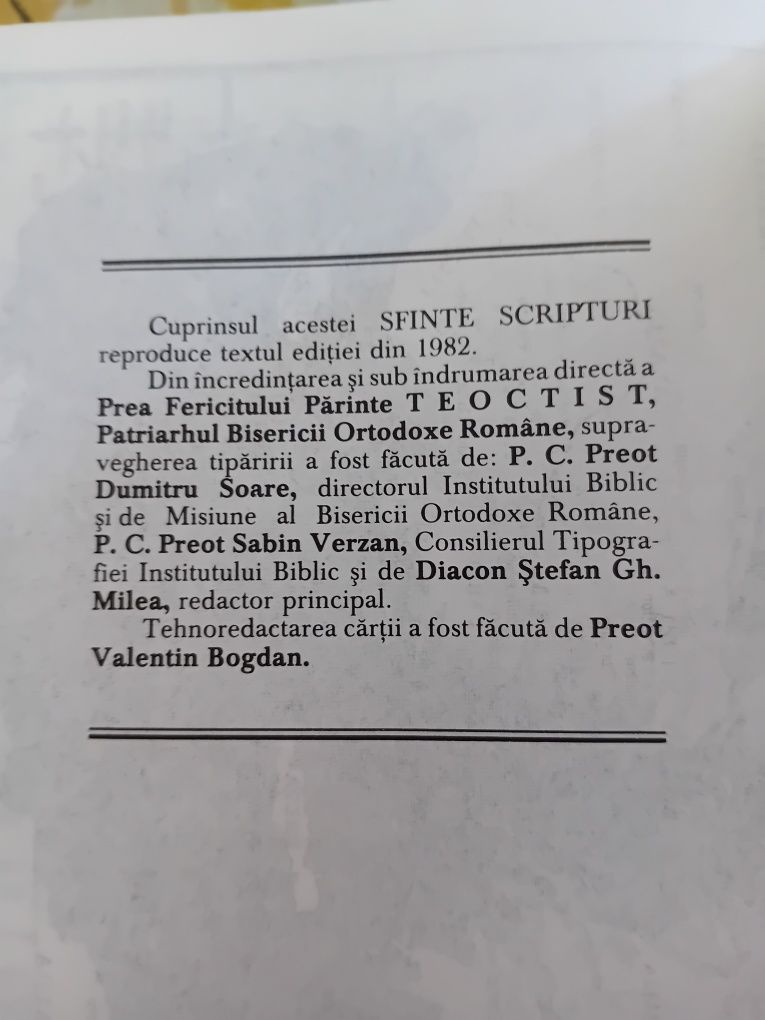 Cuprinsul acestei SFINTE SCRIPTURI
reproduce textul ediției din 1982.
Din încredințarea și sub îndrumarea directă a
Prea Fericitului Părinte T E O C T I S T,
Patriarhul Bisericii Ortodoxe Române, supra-
vegherea tipăririi a fost făcută de: P. C. Preot
Dumitru Soare, directorul Institutului Biblic
și de Misiune al Bisericii Ortodoxe Române,
P. C. Preot Sabin Verzan, Consilierul Tipogra-
fiei Institutului Biblic și de Diacon Ștefan Gh.
Milea, redactor principal.
Tehnoredactarea cărții a fost făcută de Preot
Valentin Bogdan.